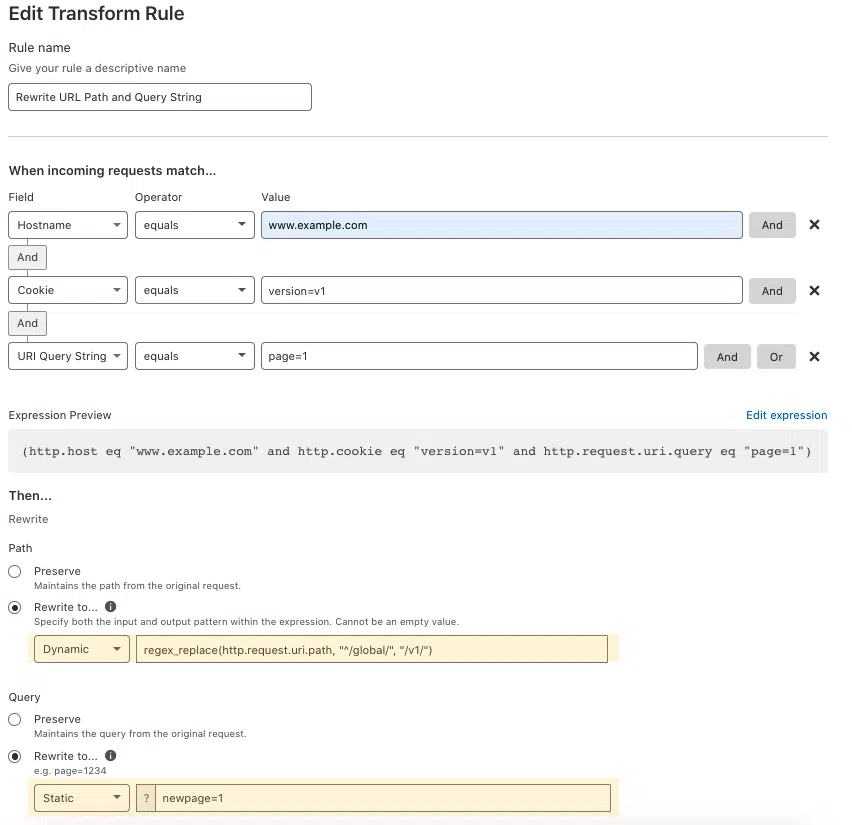 Edit Transform Rule
Rule name
Give your rule a descriptive name
Rewrite URL Path and Query String
When incoming requests match...
Field Operator Value
Hostname equals www.example.com And ✕
And
Cookie equals version=v1 And ✕
And
URI Query String equals page=1 And Or ✕
Expression Preview Edit expression
(http.host eq "www.example.com" and http.cookie eq "version=v1" and http.request.uri.query eq "page=1")
Then...
Rewrite
Path
Preserve
Maintains the path from the original request.
Rewrite to...
Specify both the input and output pattern within the expression. Cannot be an empty value.
Dynamic regex_replace(http.request.uri.path, "^/global/", "/v1/")
Query
Preserve
Maintains the query from the original request.
Rewrite to...
e.g. page=1234
Static ? newpage=1